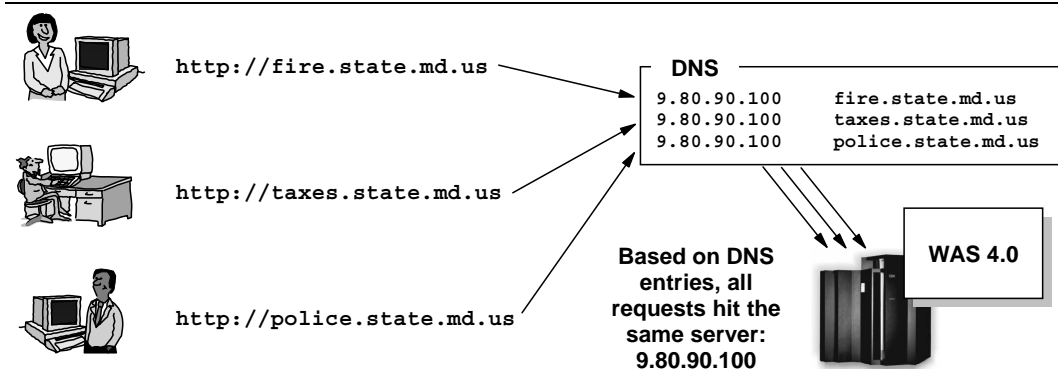 http://fire.state.md.us
http://taxes.state.md.us
http://police.state.md.us
DNS
9.80.90.100 fire.state.md.us
9.80.90.100 taxes.state.md.us
9.80.90.100 police.state.md.us
Based on DNS
entries, all
requests hit the
same server:
9.80.90.100
WAS 4.0